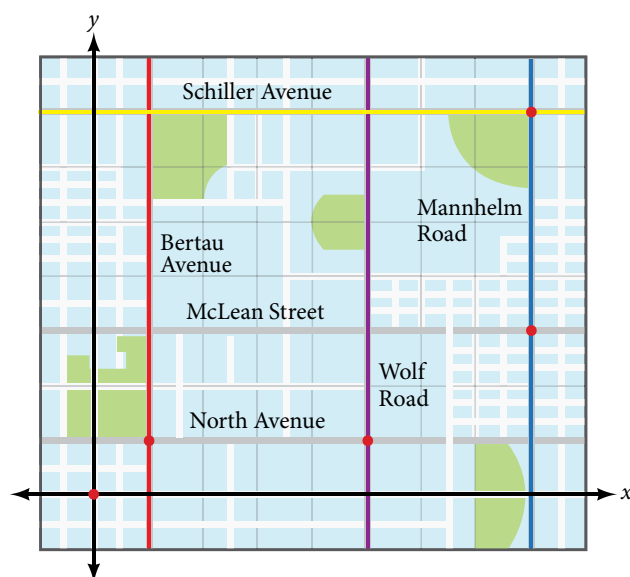 y
Schiller Avenue
Mannhelm
Road
Bertau
Avenue
McLean Street
Wolf
Road
North Avenue
x